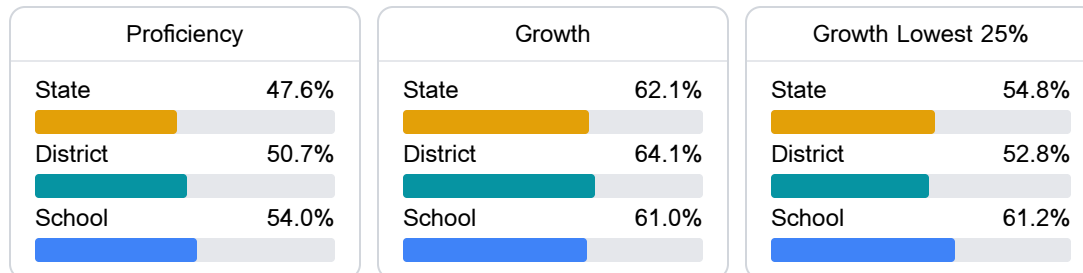 Proficiency
State 47.6%
District 50.7%
School 54.0%
Growth
State 62.1%
District 64.1%
School 61.0%
Growth Lowest 25%
State 54.8%
District 52.8%
School 61.2%